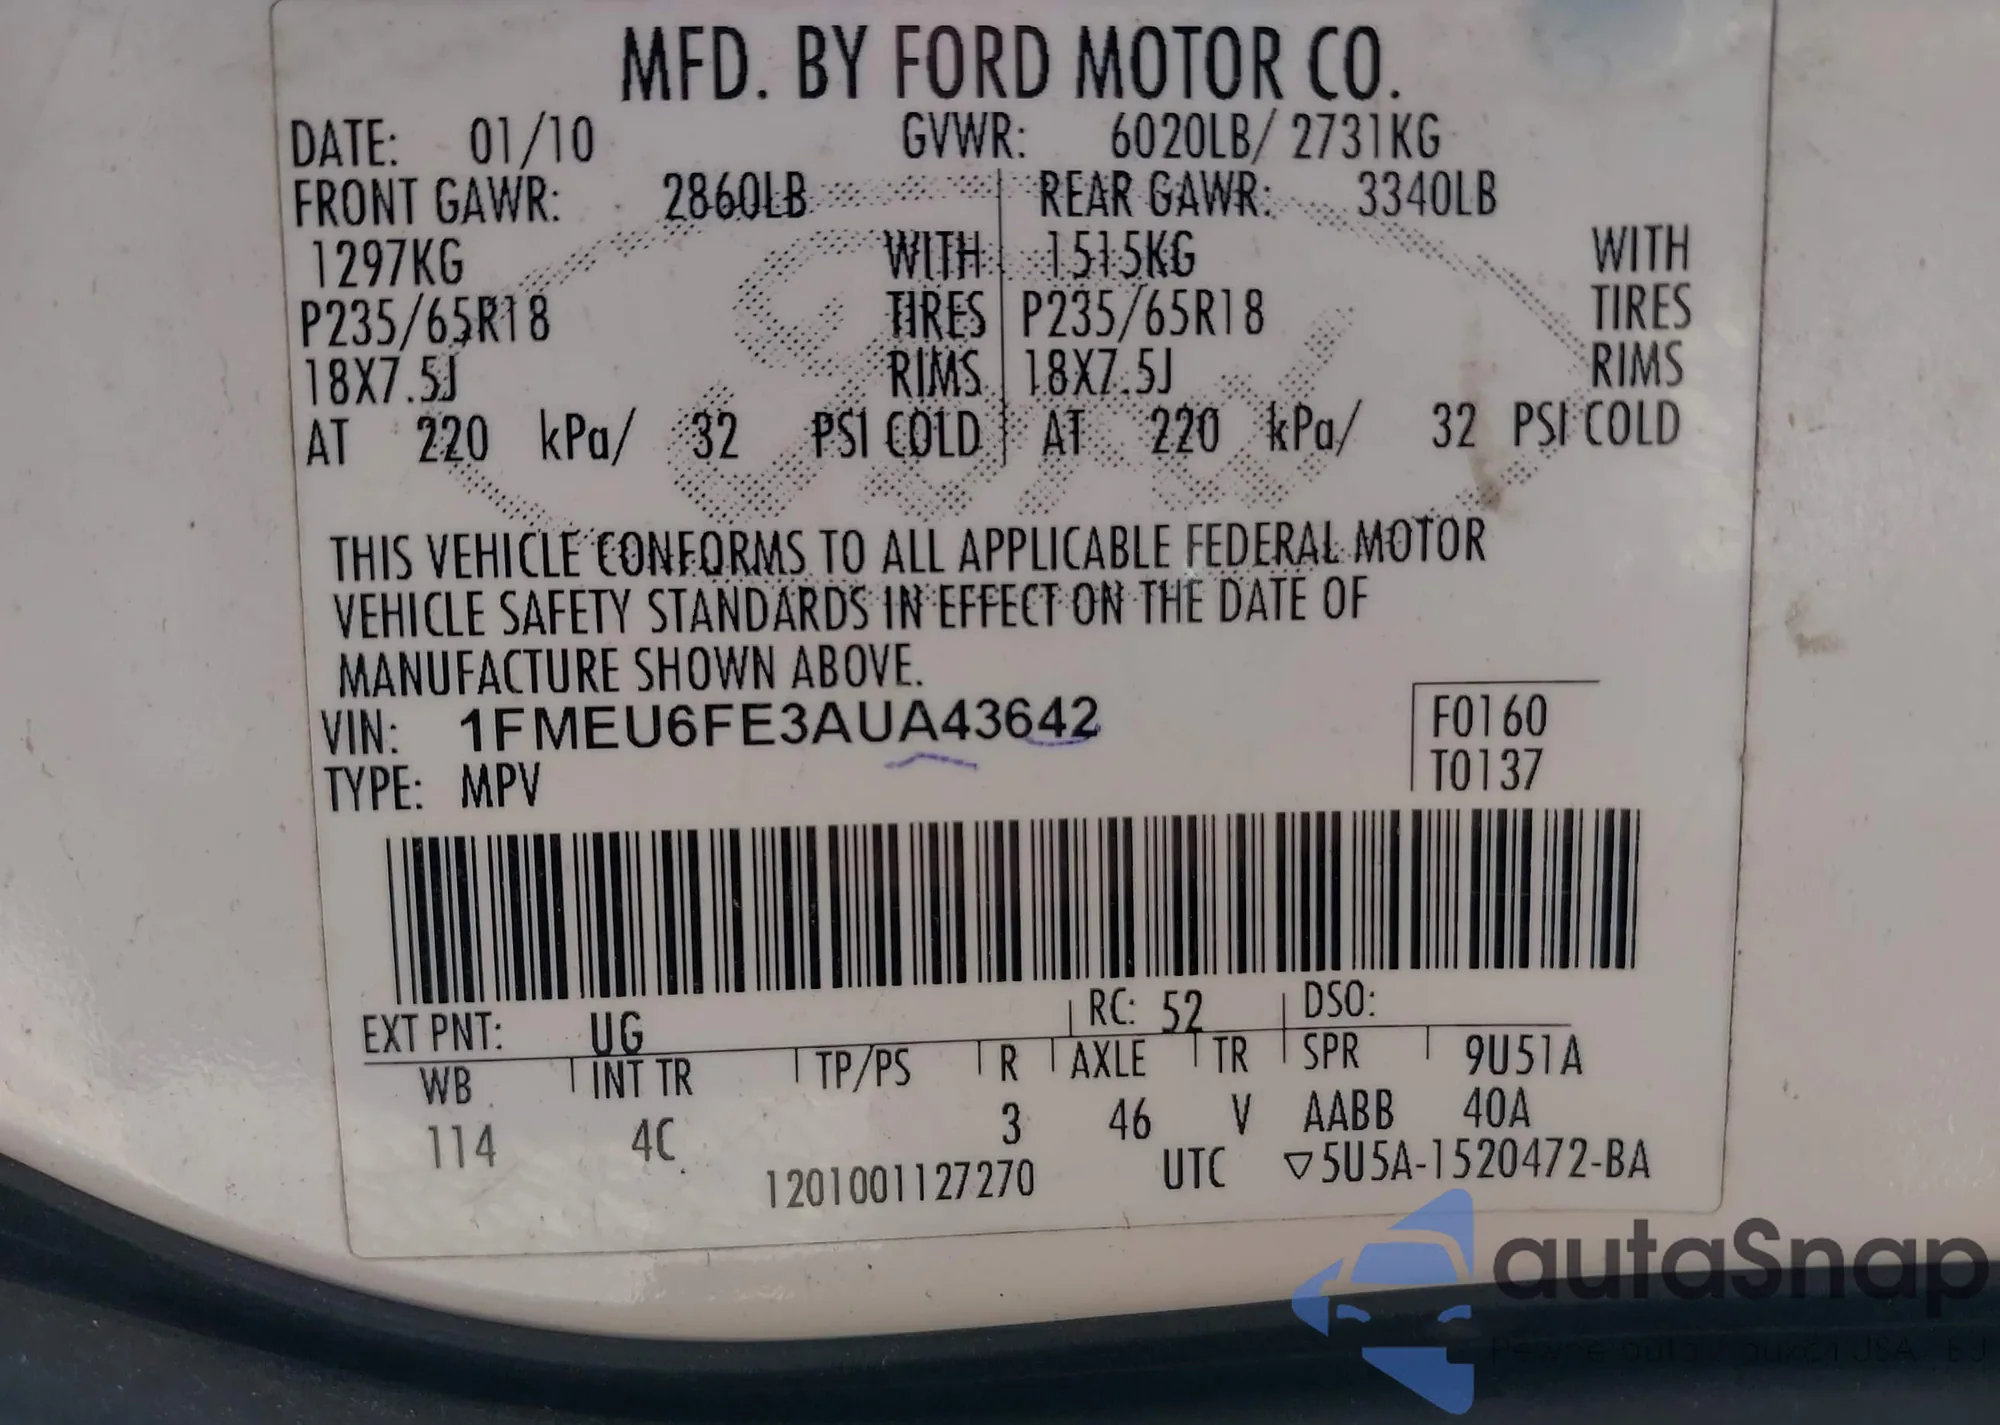 MFD. BY FORD MOTOR CO.
DATE: 01/10 GVWR: 6020LB/ 2731KG
FRONT GAWR: 2860LB REAR GAWR: 3340LB
1297KG WITH 1515KG WITH
P235/65R18 TIRES P235/65R18 TIRES
18X7.5J RIMS 18X7.5J RIMS
AT 220 kPa/ 32 PSI COLD AT 220 kPa/ 32 PSI COLD
THIS VEHICLE CONFORMS TO ALL APPLICABLE FEDERAL MOTOR
VEHICLE SAFETY STANDARDS IN EFFECT ON THE DATE OF
MANUFACTURE SHOWN ABOVE.
VIN: 1FMEU6FE3AUA43642 F0160
TYPE: MPV T0137
EXT PNT: UG RC: 52 DSO:
WB INT TR TP/PS R AXLE TR SPR 9U51A
114 4C 3 46 V AABB 40A
1201001127270 UTC ▽5U5A-1520472-BA
autaSnap